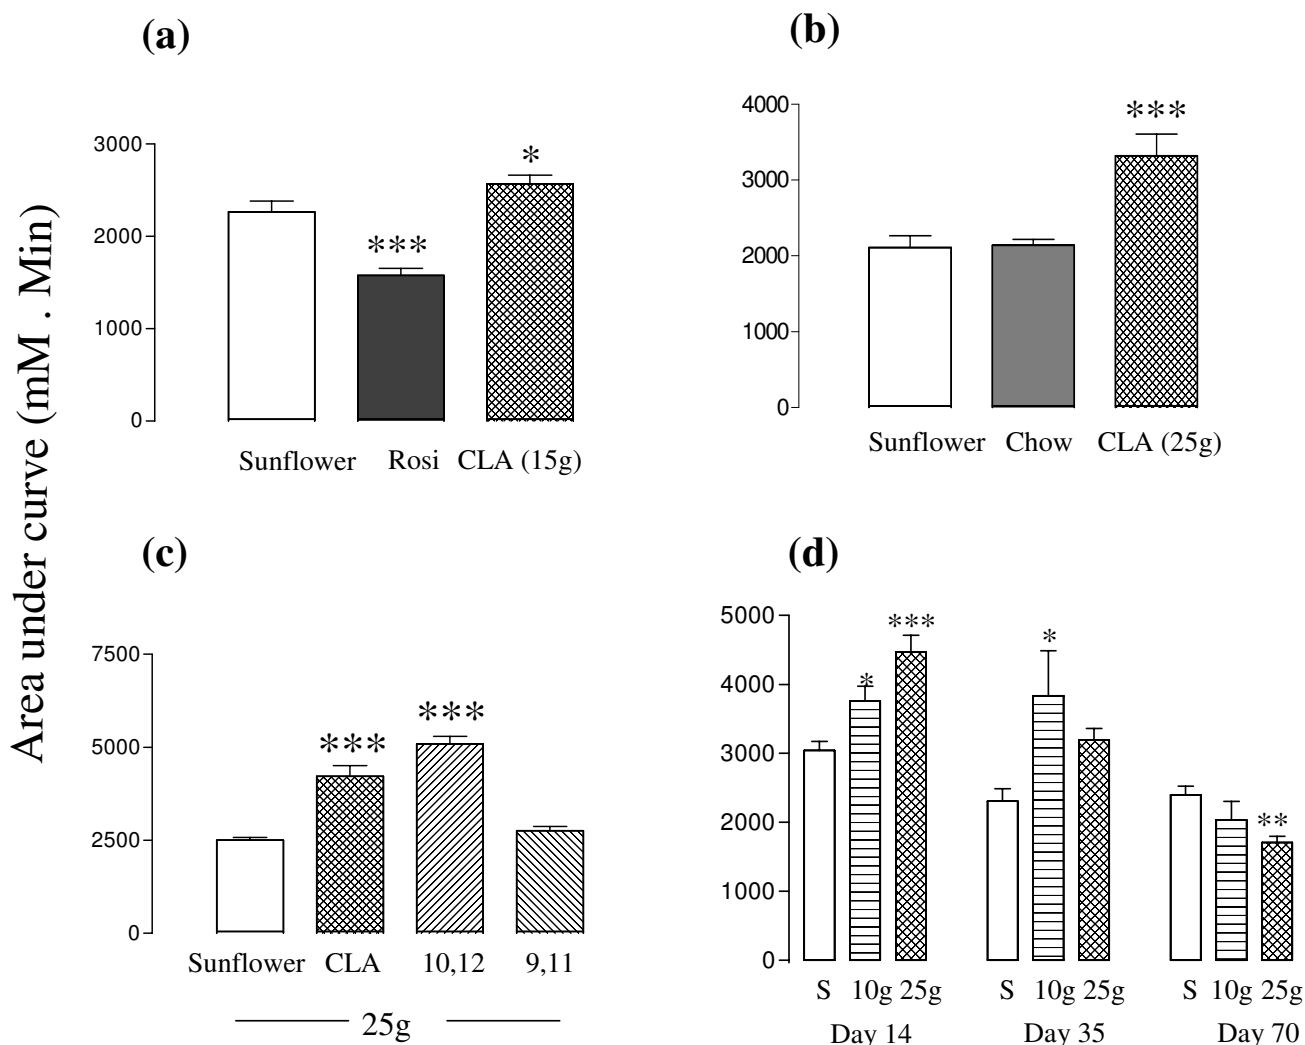 (a)
3000
2000
1000
0
***
*
Sunflower Rosi CLA (15g)
(b)
4000
3000
2000
1000
0
***
Sunflower Chow CLA (25g)
Area under curve (mM . Min)
(c)
7500
5000
2500
0
***
***
Sunflower CLA 10,12 9,11
25g
(d)
5000
4000
3000
2000
1000
0
*
***
*
**
S 10g 25g S 10g 25g S 10g 25g
Day 14 Day 35 Day 70